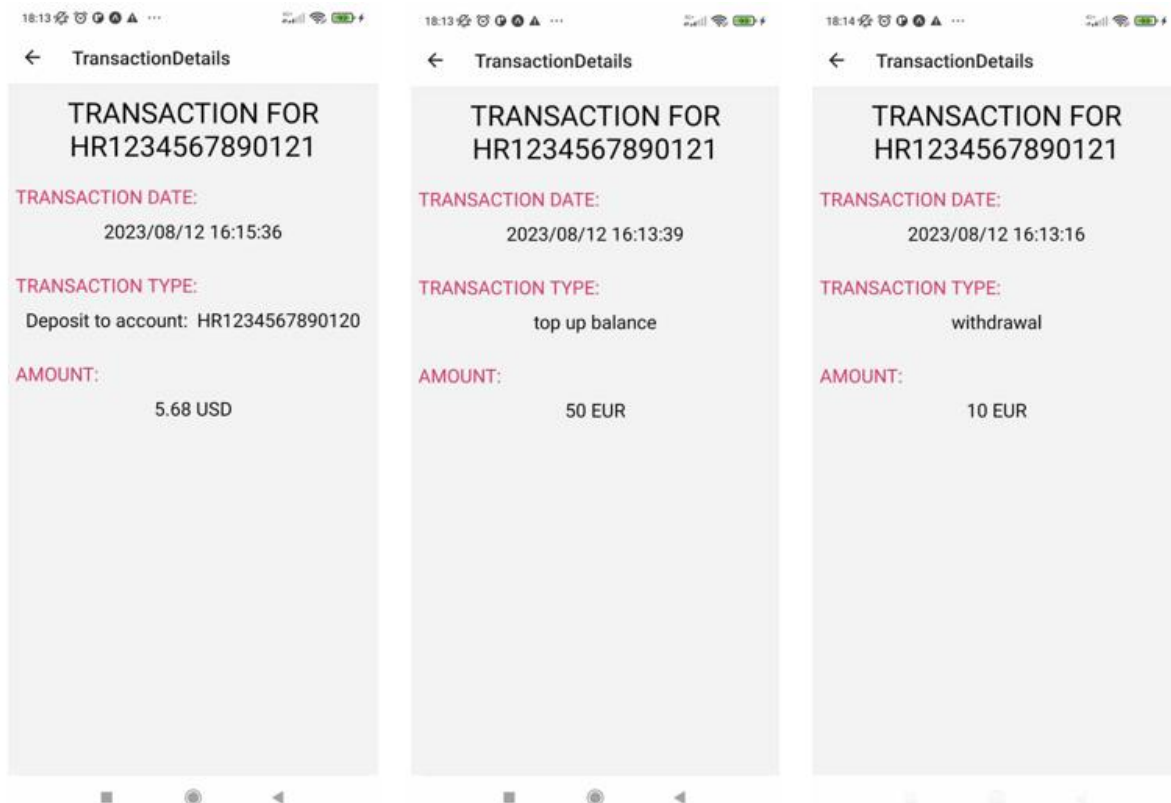 18:13
TransactionDetails
TRANSACTION FOR
HR1234567890121
TRANSACTION DATE:
2023/08/12 16:15:36
TRANSACTION TYPE:
Deposit to account: HR1234567890120
AMOUNT:
5.68 USD
18:13
TransactionDetails
TRANSACTION FOR
HR1234567890121
TRANSACTION DATE:
2023/08/12 16:13:39
TRANSACTION TYPE:
top up balance
AMOUNT:
50 EUR
18:14
TransactionDetails
TRANSACTION FOR
HR1234567890121
TRANSACTION DATE:
2023/08/12 16:13:16
TRANSACTION TYPE:
withdrawal
AMOUNT:
10 EUR